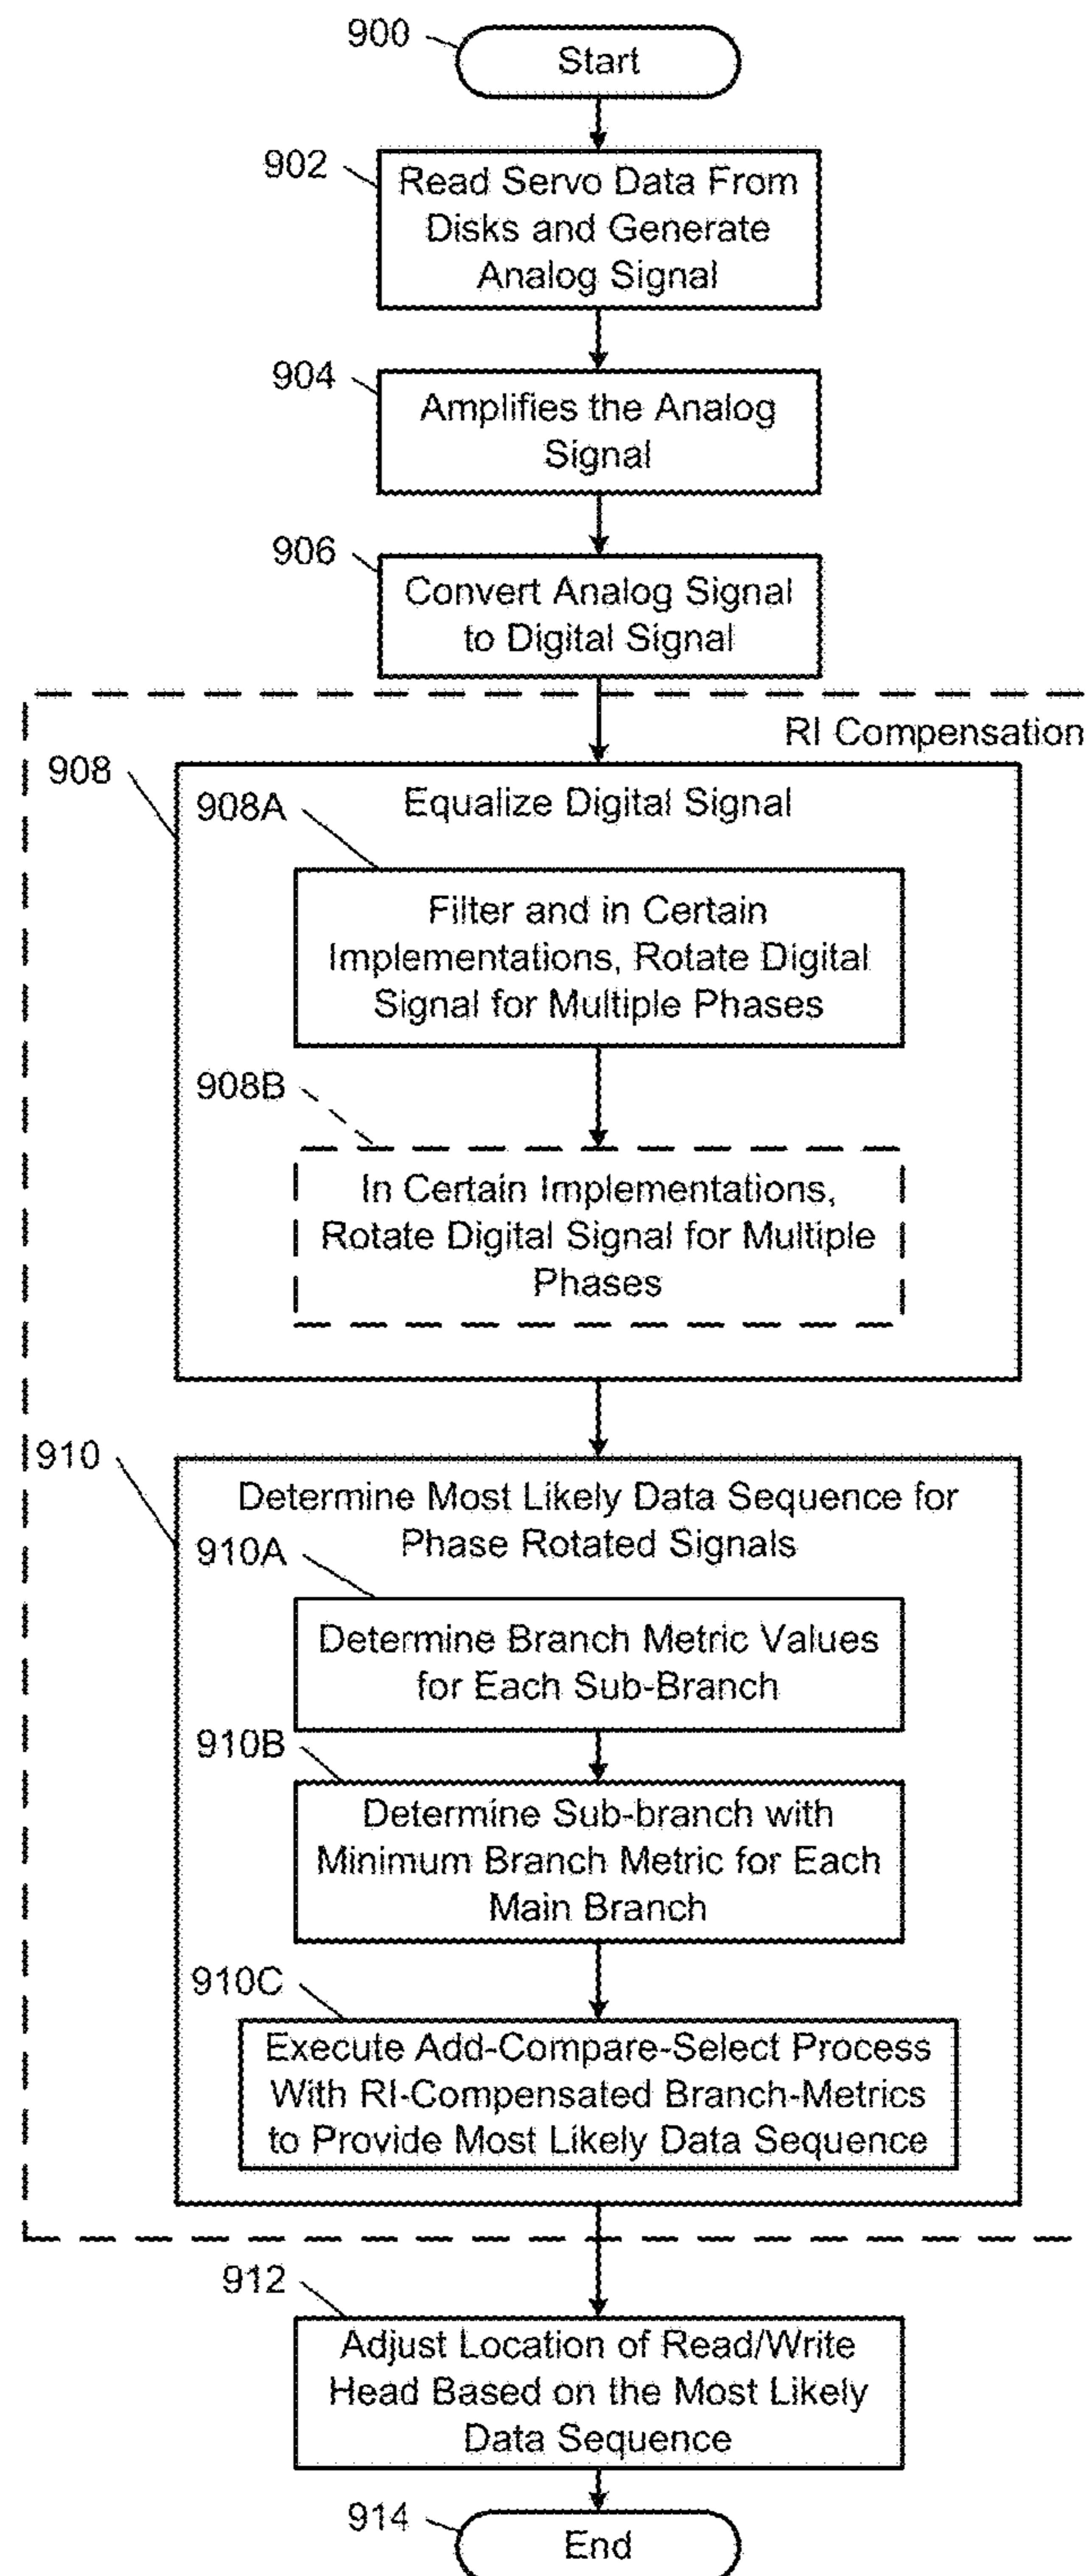 900
Start
902
Read Servo Data From
Disks and Generate
Analog Signal
904
Amplifies the Analog
Signal
906
Convert Analog Signal
to Digital Signal
RI Compensation
908
Equalize Digital Signal
908A
Filter and in Certain
Implementations, Rotate Digital
Signal for Multiple Phases
908B
In Certain Implementations,
Rotate Digital Signal for Multiple
Phases
910
Determine Most Likely Data Sequence for
Phase Rotated Signals
910A
Determine Branch Metric Values
for Each Sub-Branch
910B
Determine Sub-branch with
Minimum Branch Metric for Each
Main Branch
910C
Execute Add-Compare-Select Process
With RI-Compensated Branch-Metrics
to Provide Most Likely Data Sequence
912
Adjust Location of Read/Write
Head Based on the Most Likely
Data Sequence
914
End